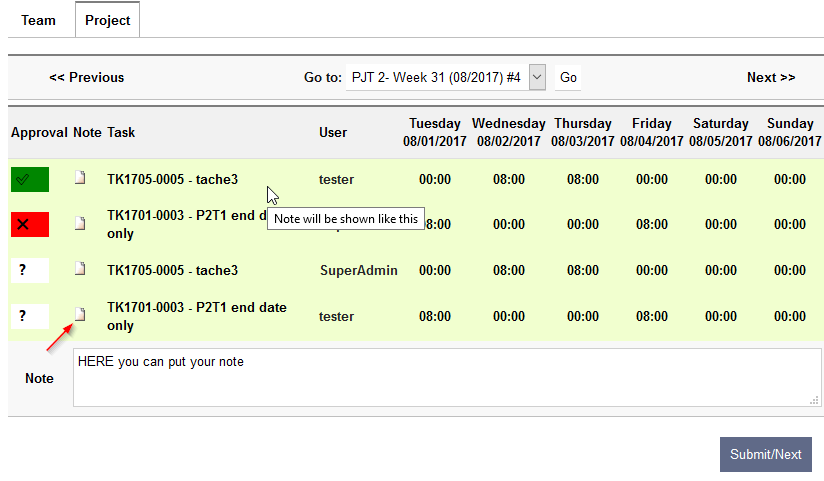 Team Project
<< Previous Go to: PJT 2- Week 31 (08/2017) #4 Go Next >>
Approval Note Task User Tuesday 08/01/2017 Wednesday 08/02/2017 Thursday 08/03/2017 Friday 08/04/2017 Saturday 08/05/2017 Sunday 08/06/2017
TK1705-0005 - tache3 tester 00:00 08:00 08:00 00:00 00:00 00:00
TK1701-0003 - P2T1 end
only 08:00 00:00 00:00 08:00 00:00 00:00
Note will be shown like this
? TK1705-0005 - tache3 SuperAdmin 00:00 08:00 08:00 00:00 00:00 00:00
? TK1701-0003 - P2T1 end date
only tester 08:00 00:00 00:00 08:00 00:00 00:00
Note HERE you can put your note
Submit/Next